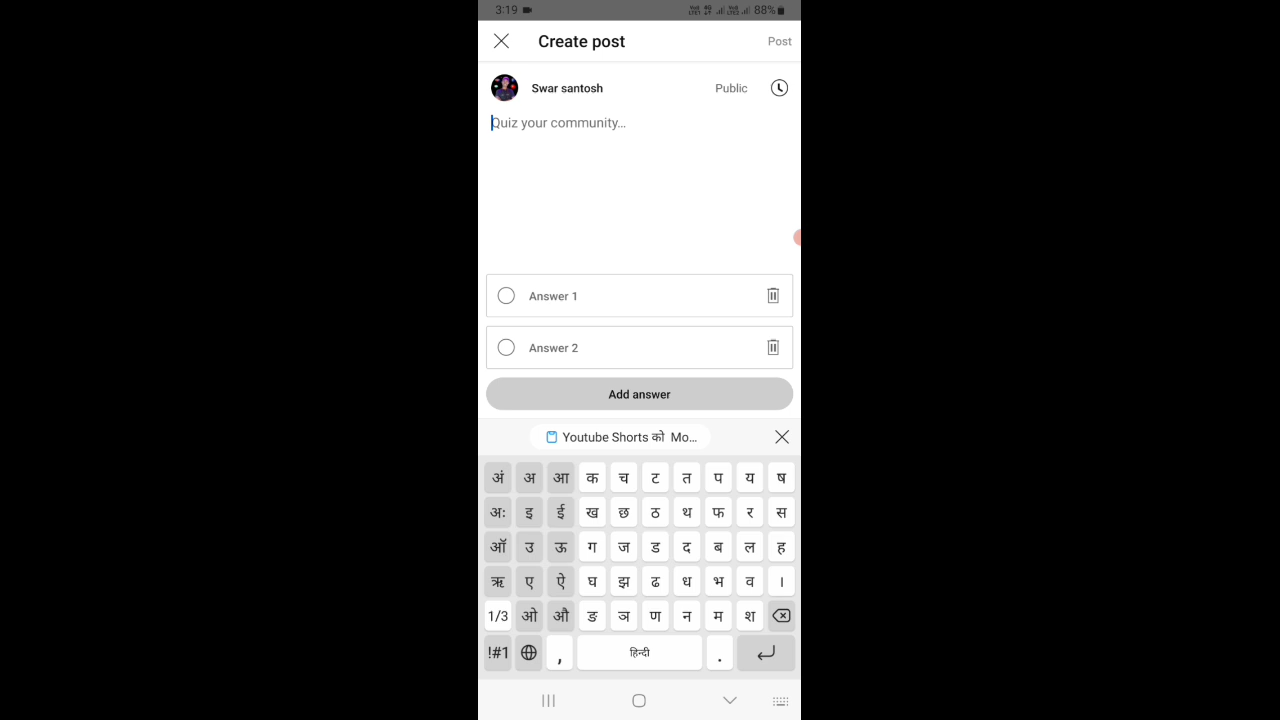 3:19 88%
Create post Post
Swar santosh Public
Quiz your community...
Answer 1
Answer 2
Add answer
Youtube Shorts को Mo...
अं अ आ क च ट त प य ष
अः इ ई ख छ ठ थ फ र स
ऑ उ ऊ ग ज ड द ब ल ह
ऋ ए ऐ घ झ ढ ध भ व ।
1/3 ओ औ ङ ञ ण न म श
!#1 , हिन्दी .